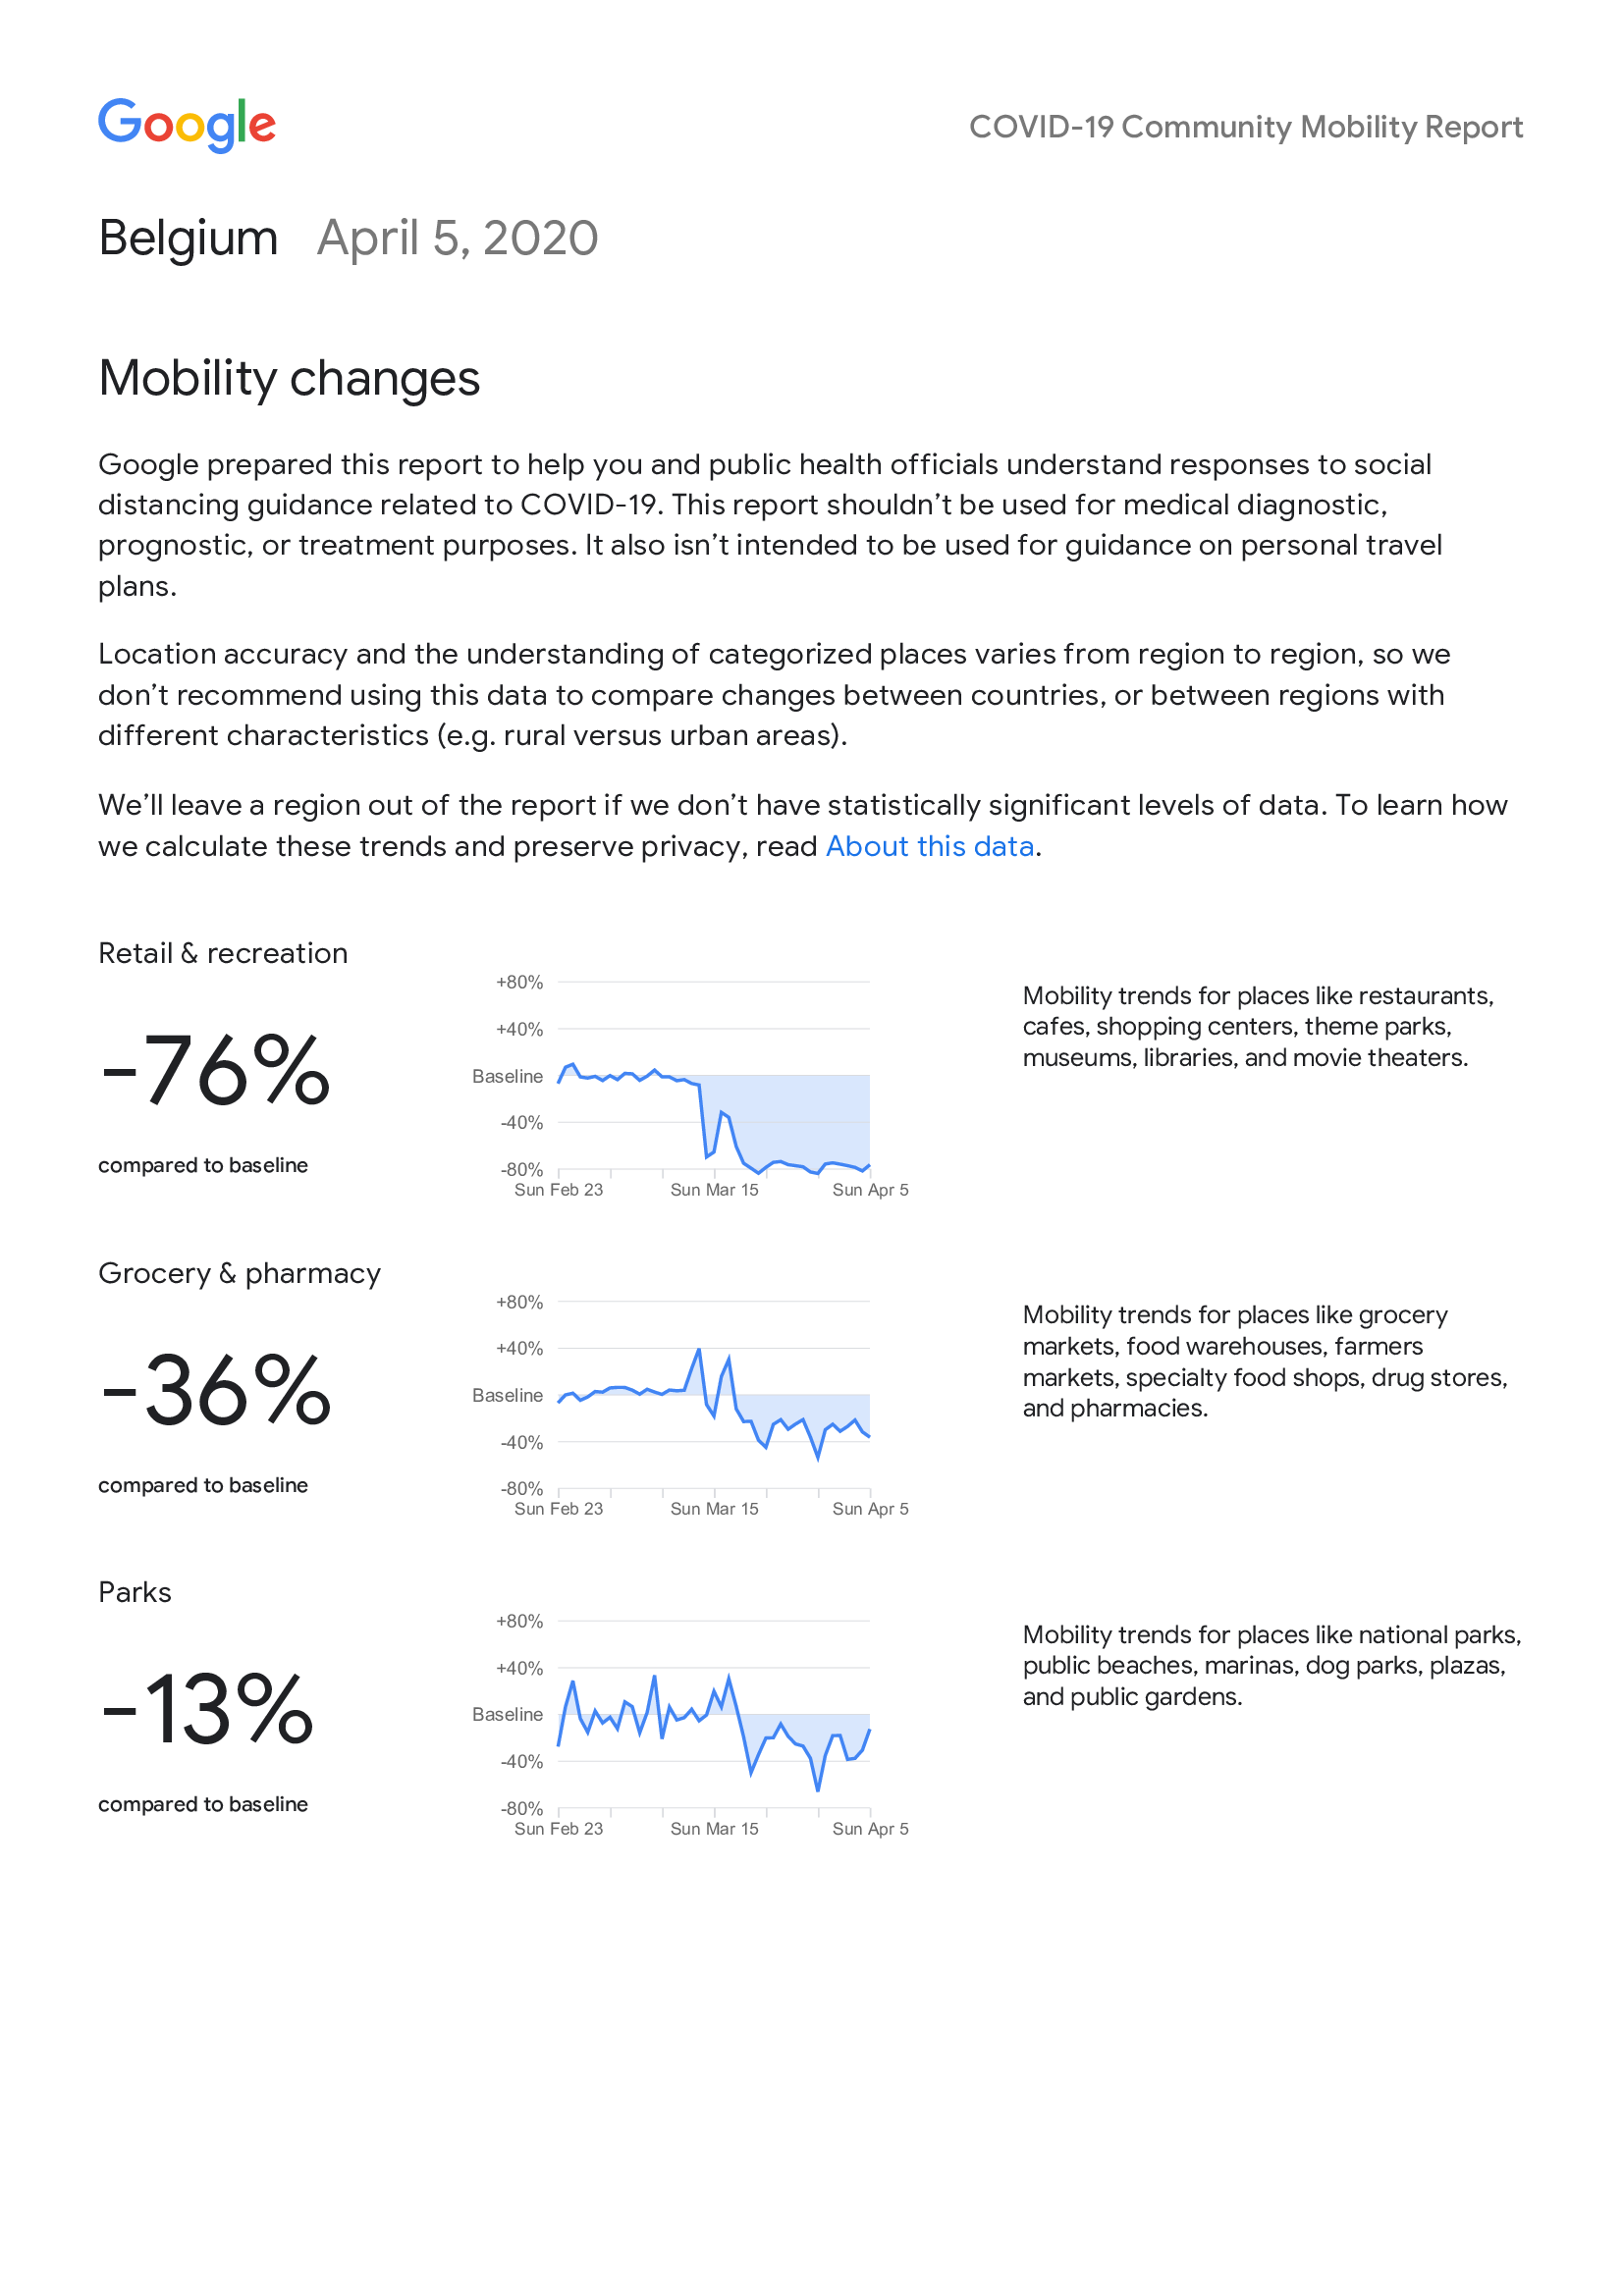 Google
COVID-19 Community Mobility Report
Belgium April 5, 2020
Mobility changes
Google prepared this report to help you and public health officials understand responses to social
distancing guidance related to COVID-19. This report shouldn’t be used for medical diagnostic,
prognostic, or treatment purposes. It also isn’t intended to be used for guidance on personal travel
plans.
Location accuracy and the understanding of categorized places varies from region to region, so we
don’t recommend using this data to compare changes between countries, or between regions with
different characteristics (e.g. rural versus urban areas).
We’ll leave a region out of the report if we don’t have statistically significant levels of data. To learn how
we calculate these trends and preserve privacy, read About this data.
Retail & recreation
-76%
compared to baseline
+80%
+40%
Baseline
-40%
-80%
Sun Feb 23 Sun Mar 15 Sun Apr 5
Mobility trends for places like restaurants,
cafes, shopping centers, theme parks,
museums, libraries, and movie theaters.
Grocery & pharmacy
-36%
compared to baseline
+80%
+40%
Baseline
-40%
-80%
Sun Feb 23 Sun Mar 15 Sun Apr 5
Mobility trends for places like grocery
markets, food warehouses, farmers
markets, specialty food shops, drug stores,
and pharmacies.
Parks
-13%
compared to baseline
+80%
+40%
Baseline
-40%
-80%
Sun Feb 23 Sun Mar 15 Sun Apr 5
Mobility trends for places like national parks,
public beaches, marinas, dog parks, plazas,
and public gardens.